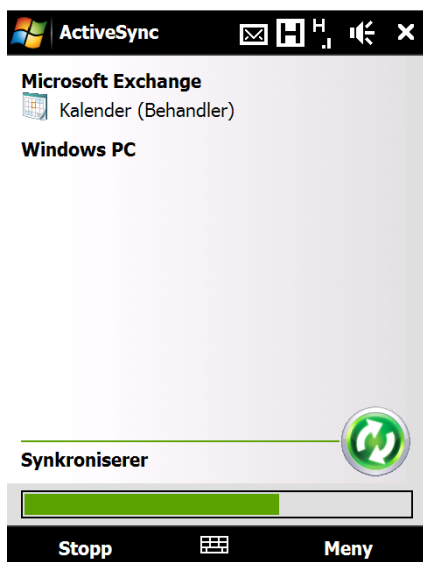 ActiveSync H H
Microsoft Exchange
Kalender (Behandler)
Windows PC
Synkroniserer
Stopp Meny